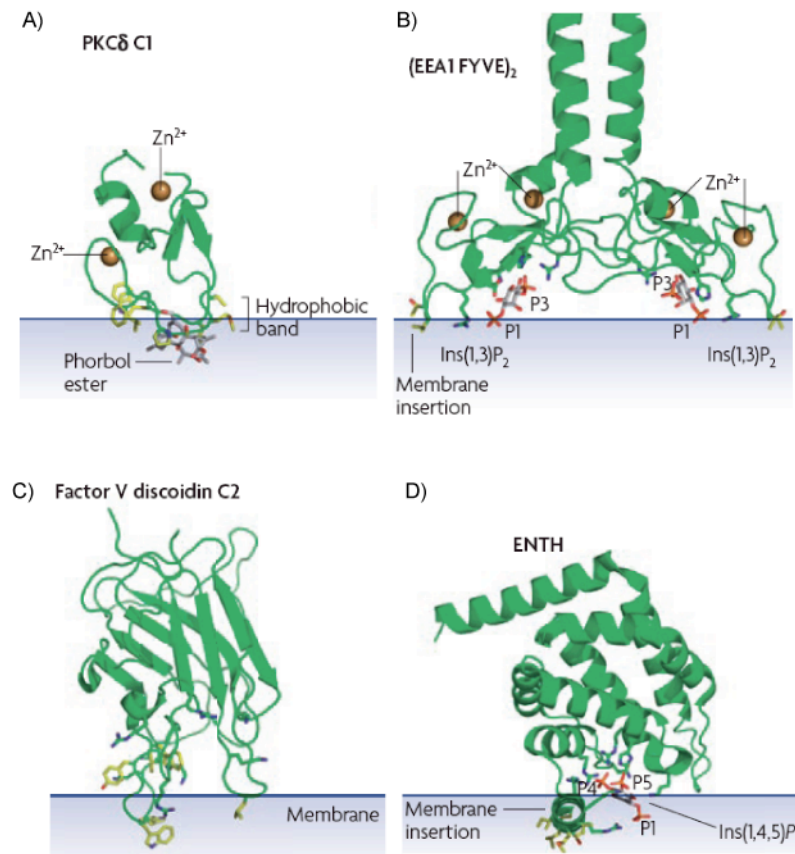 A)
PKCδ C1
Zn²⁺
Zn²⁺
Hydrophobic
band
Phorbol
ester
B)
(EEA1 FYVE)₂
Zn²⁺
Zn²⁺
P3
P3
P1
P1
Ins(1,3)P₂
Ins(1,3)P₂
Membrane
insertion
C)
Factor V discoidin C2
Membrane
D)
ENTH
P4
P5
Membrane
insertion
P1
Ins(1,4,5)P